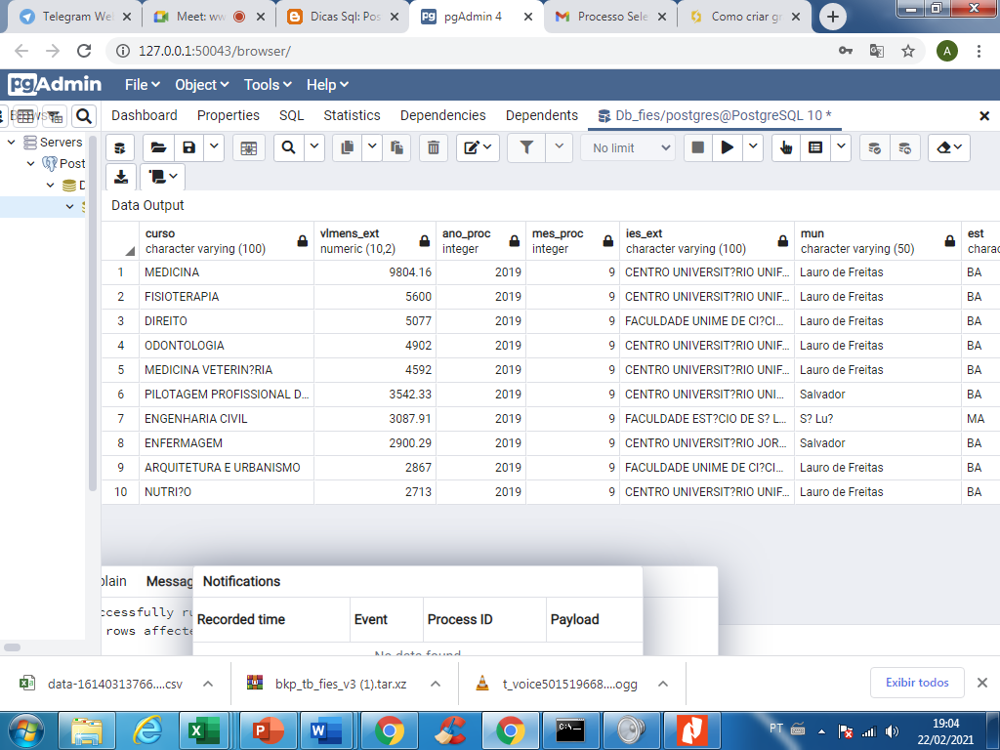 Telegram Wel
Meet: ww
Dicas Sql: Pos
pgAdmin 4
Processo Sele
Como criar gr
127.0.0.1:50043/browser/
A
pgAdmin
File
Object
Tools
Help
Dashboard
Properties
SQL
Statistics
Dependencies
Dependents
Db_fies/postgres@PostgreSQL 10 *
Servers
Post
D
No limit
Data Output
curso
character varying (100)
vlmens_ext
numeric (10,2)
ano_proc
integer
mes_proc
integer
ies_ext
character varying (100)
mun
character varying (50)
est
charac
1 MEDICINA 9804.16 2019 9 CENTRO UNIVERSIT?RIO UNIF... Lauro de Freitas BA
2 FISIOTERAPIA 5600 2019 9 CENTRO UNIVERSIT?RIO UNIF... Lauro de Freitas BA
3 DIREITO 5077 2019 9 FACULDADE UNIME DE CI?CI... Lauro de Freitas BA
4 ODONTOLOGIA 4902 2019 9 CENTRO UNIVERSIT?RIO UNIF... Lauro de Freitas BA
5 MEDICINA VETERIN?RIA 4592 2019 9 CENTRO UNIVERSIT?RIO UNIF... Lauro de Freitas BA
6 PILOTAGEM PROFISSIONAL D... 3542.33 2019 9 CENTRO UNIVERSIT?RIO UNI... Salvador BA
7 ENGENHARIA CIVIL 3087.91 2019 9 FACULDADE EST?CIO DE S? L... S? Lu? MA
8 ENFERMAGEM 2900.29 2019 9 CENTRO UNIVERSIT?RIO JOR... Salvador BA
9 ARQUITETURA E URBANISMO 2867 2019 9 FACULDADE UNIME DE CI?CI... Lauro de Freitas BA
10 NUTRI?O 2713 2019 9 CENTRO UNIVERSIT?RIO UNIF... Lauro de Freitas BA
plain
Messag
Notifications
ccessfully ru
rows affecte
Recorded time
Event
Process ID
Payload
No data found
data-16140313766....csv
bkp_tb_fies_v3 (1).tar.xz
t_voice501519668....ogg
Exibir todos
PT
19:04
22/02/2021